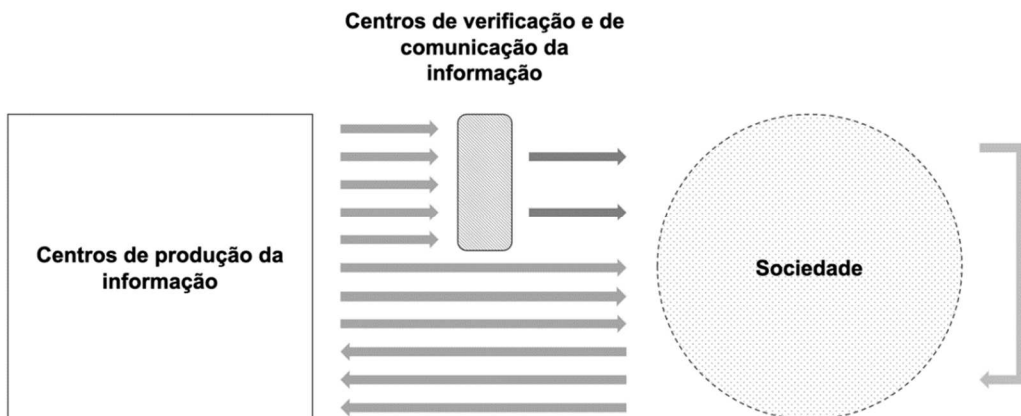 Centros de verificação e de
comunicação da
informação
Centros de produção da
informação
Sociedade